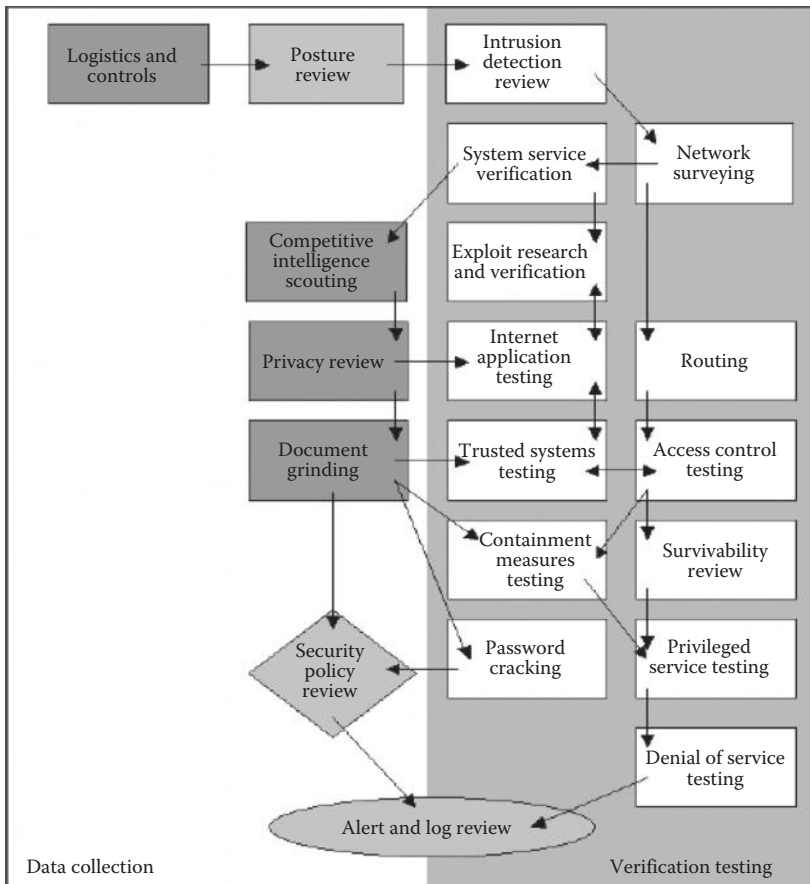 Logistics and
controls
Posture
review
Intrusion
detection
review
System service
verification
Network
surveying
Competitive
intelligence
scouting
Exploit research
and verification
Privacy review
Internet
application
testing
Routing
Document
grinding
Trusted systems
testing
Access control
testing
Containment
measures
testing
Survivability
review
Security
policy
review
Password
cracking
Privileged
service testing
Denial of service
testing
Alert and log review
Data collection
Verification testing